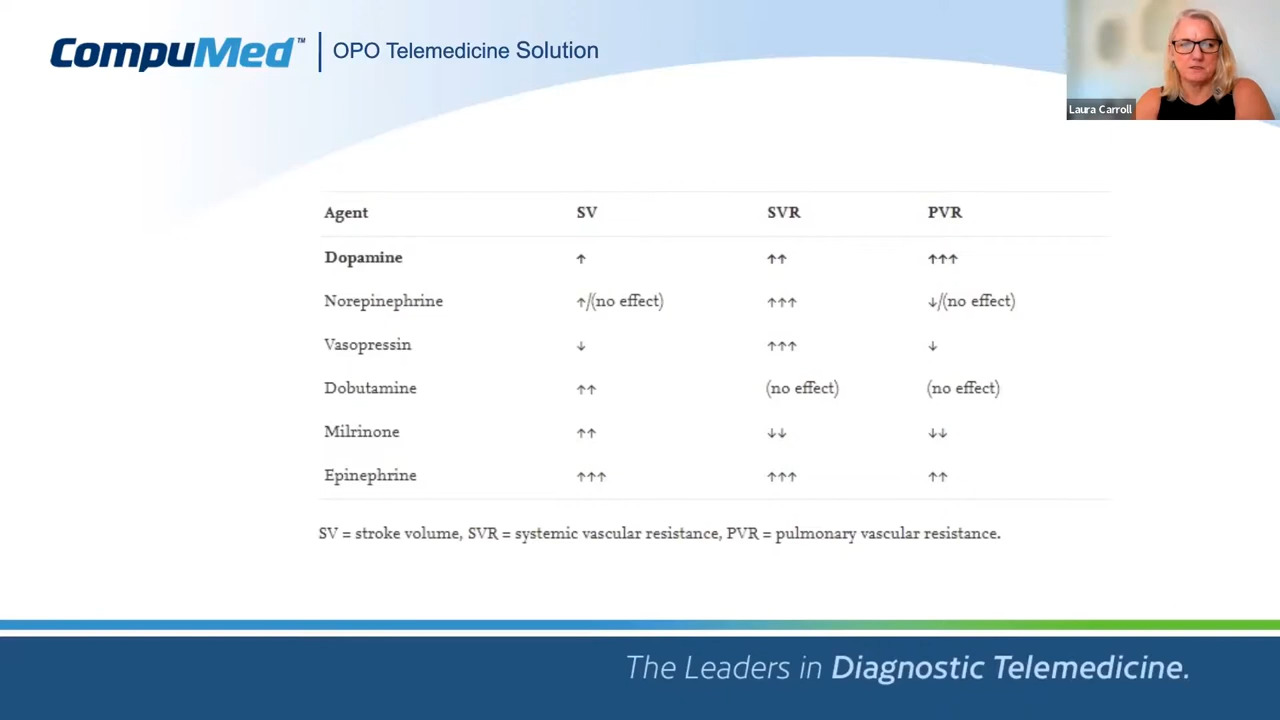 CompuMed™ | OPO Telemedicine Solution
Laura Carroll
Agent SV SVR PVR
Dopamine ↑ ↑↑ ↑↑↑
Norepinephrine ↑/(no effect) ↑↑↑ ↓/(no effect)
Vasopressin ↓ ↑↑↑ ↓
Dobutamine ↑↑ (no effect) (no effect)
Milrinone ↑↑ ↓↓ ↓↓
Epinephrine ↑↑↑ ↑↑↑ ↑↑
SV = stroke volume, SVR = systemic vascular resistance, PVR = pulmonary vascular resistance.
The Leaders in Diagnostic Telemedicine.